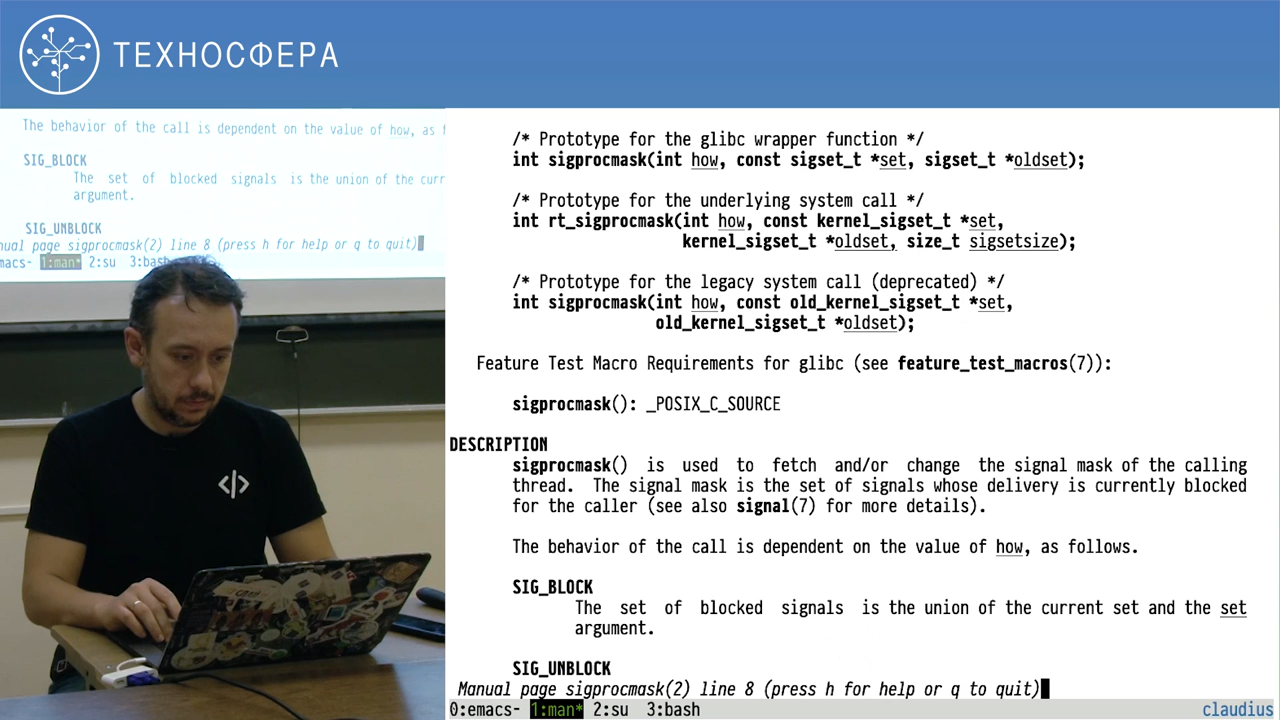 ТЕХНОСФЕРА
The behavior of the call is dependent on the value of how, as f
SIG_BLOCK
The set of blocked signals is the union of the curr
argument.
SIG_UNBLOCK
nual page sigprocmask(2) line 8 (press h for help or q to quit)
emacs- 1:man* 2:su 3:bash
</>
/* Prototype for the glibc wrapper function */
int sigprocmask(int how, const sigset_t *set, sigset_t *oldset);
/* Prototype for the underlying system call */
int rt_sigprocmask(int how, const kernel_sigset_t *set,
kernel_sigset_t *oldset, size_t sigsetsize);
/* Prototype for the legacy system call (deprecated) */
int sigprocmask(int how, const old_kernel_sigset_t *set,
old_kernel_sigset_t *oldset);
Feature Test Macro Requirements for glibc (see feature_test_macros(7)):
sigprocmask(): _POSIX_C_SOURCE
DESCRIPTION
sigprocmask() is used to fetch and/or change the signal mask of the calling
thread. The signal mask is the set of signals whose delivery is currently blocked
for the caller (see also signal(7) for more details).
The behavior of the call is dependent on the value of how, as follows.
SIG_BLOCK
The set of blocked signals is the union of the current set and the set
argument.
SIG_UNBLOCK
Manual page sigprocmask(2) line 8 (press h for help or q to quit)
0:emacs- 1:man* 2:su 3:bash claudius